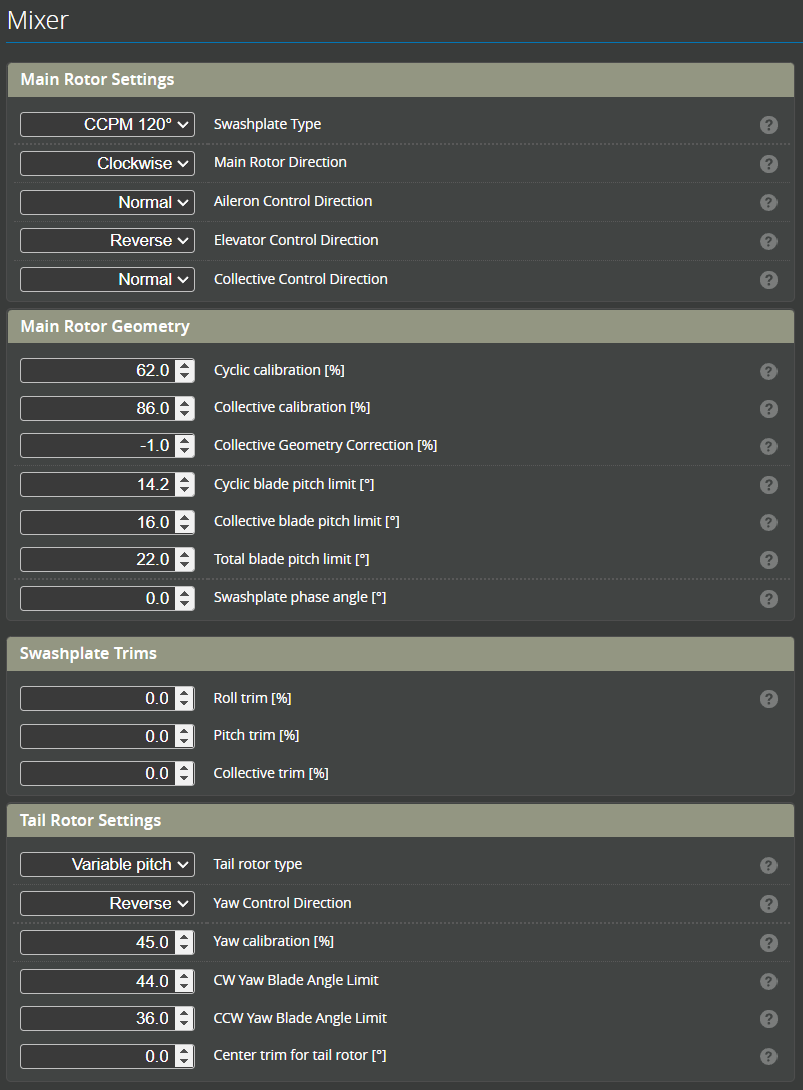 Mixer
Main Rotor Settings
CCPM 120° Swashplate Type ?
Clockwise Main Rotor Direction ?
Normal Aileron Control Direction ?
Reverse Elevator Control Direction ?
Normal Collective Control Direction ?
Main Rotor Geometry
62.0 Cyclic calibration [%] ?
86.0 Collective calibration [%] ?
-1.0 Collective Geometry Correction [%] ?
14.2 Cyclic blade pitch limit [°] ?
16.0 Collective blade pitch limit [°] ?
22.0 Total blade pitch limit [°] ?
0.0 Swashplate phase angle [°] ?
Swashplate Trims
0.0 Roll trim [%] ?
0.0 Pitch trim [%]
0.0 Collective trim [%]
Tail Rotor Settings
Variable pitch Tail rotor type ?
Reverse Yaw Control Direction ?
45.0 Yaw calibration [%] ?
44.0 CW Yaw Blade Angle Limit ?
36.0 CCW Yaw Blade Angle Limit ?
0.0 Center trim for tail rotor [°] ?